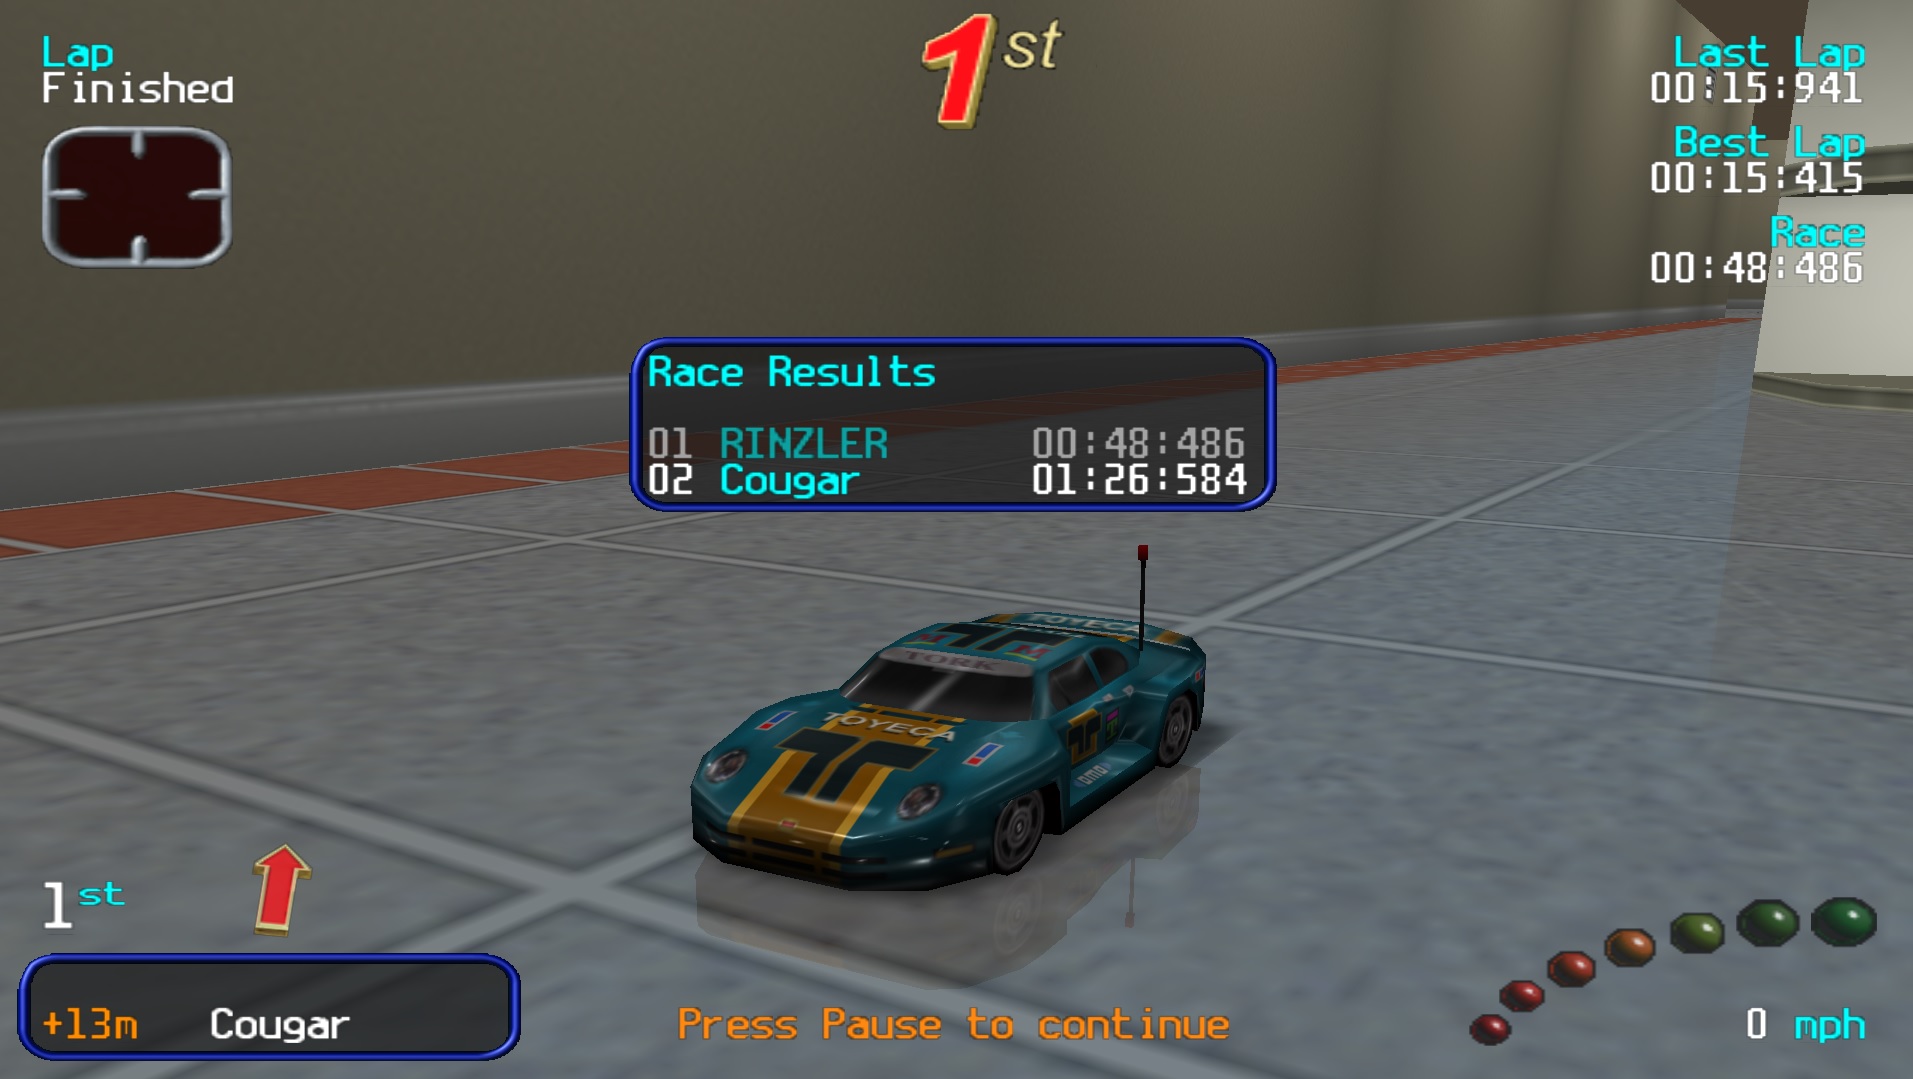 Lap
Finished
1st
Last Lap
00:15:941
Best Lap
00:15:415
Race
00:48:486
Race Results
01 RINZLER 00:48:486
02 Cougar 01:26:584
TOYECA
TORK
TOYECA
1st
+13m Cougar
Press Pause to continue
0 mph